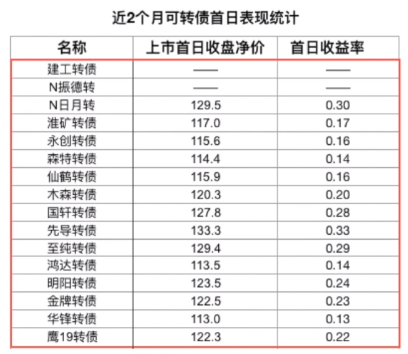 近2个月可转债首日表现统计
名称 上市首日收盘净价 首日收益率
建工转债 —— ——
N振德转 —— ——
N日月转 129.5 0.30
淮矿转债 117.0 0.17
永创转债 115.6 0.16
森特转债 114.4 0.14
仙鹤转债 115.9 0.16
木森转债 120.3 0.20
国轩转债 127.8 0.28
先导转债 133.3 0.33
至纯转债 129.4 0.29
鸿达转债 113.5 0.14
明阳转债 123.5 0.24
金牌转债 122.5 0.23
华锋转债 113.0 0.13
鹰19转债 122.3 0.22